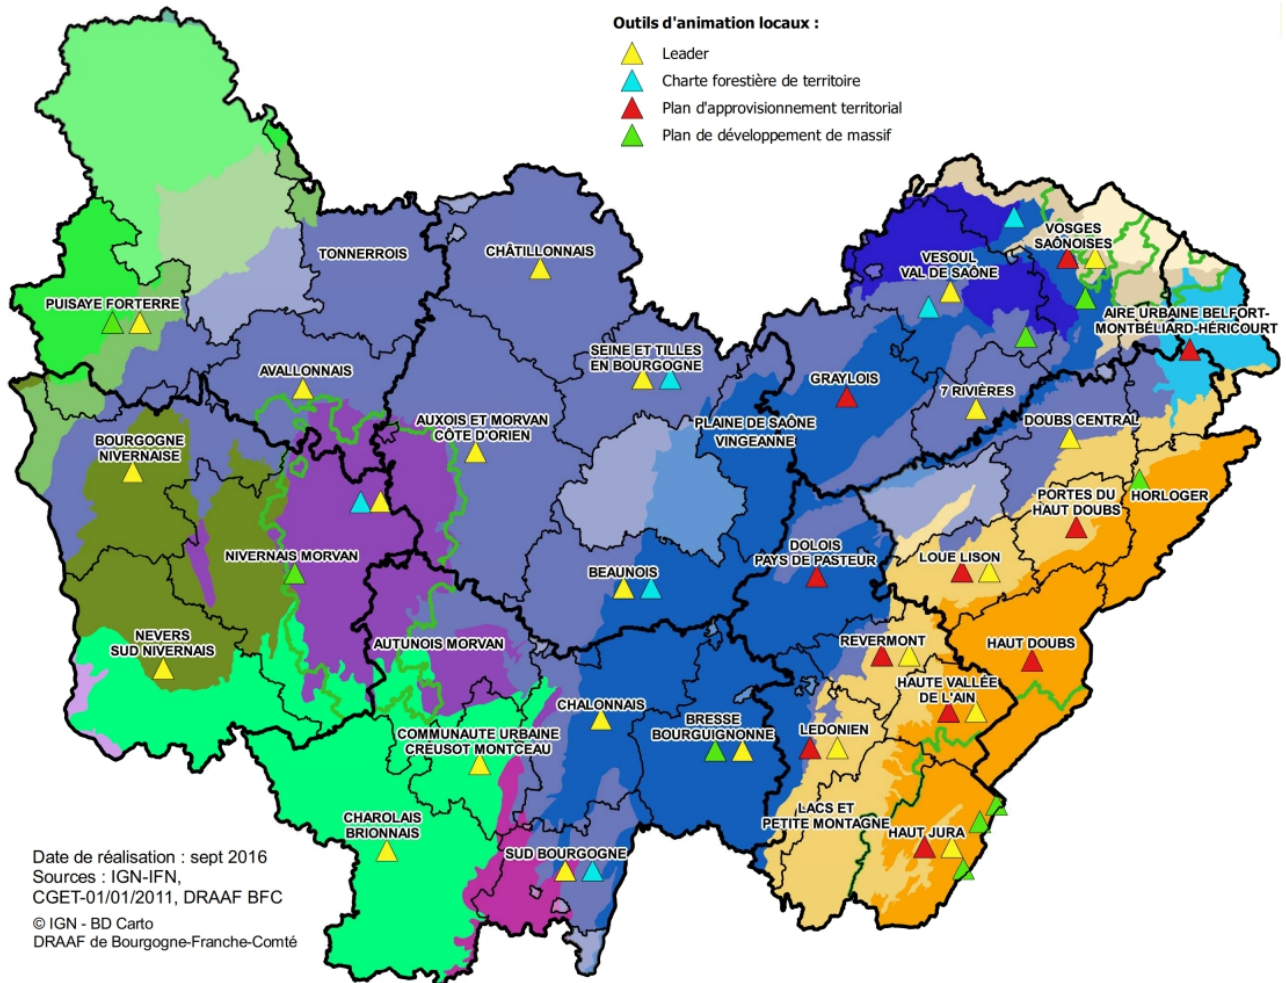 Outils d'animation locaux :
Leader
Charte forestière de territoire
Plan d'approvisionnement territorial
Plan de développement de massif
TONNERROIS
CHÂTILLONNAIS
VOSGES
SAÔNOISES
VESOUL
VAL DE SAÔNE
PUISAYE FORTERRE
AIRE URBAINE BELFORT-
MONTBÉLIARD-HÉRICOURT
SEINE ET TILLES
EN BOURGOGNE
AVALLONNAIS
GRAYLOIS
7 RIVIÈRES
AUXOIS ET MORVAN
CÔTE D'ORIEN
PLAINE DE SAÔNE
VINGEANNE
DOUBS CENTRAL
BOURGOGNE
NIVERNAISE
PORTES DU
HAUT DOUBS
HORLOGER
NIVERNAIS MORVAN
DOLOIS
PAYS DE PASTEUR
LOUE LISON
BEAUNOIS
NEVERS
SUD NIVERNAIS
AUTUNOIS MORVAN
REVERMONT
HAUT DOUBS
HAUTE VALLÉE
DE L'AIN
CHALONNAIS
BRESSE
BOURGUIGNONNE
LEDONIEN
COMMUNAUTE URBAINE
CREUSOT MONTCEAU
CHAROLAIS
BRIONNAIS
LACS ET
PETITE MONTAGNE
HAUT JURA
SUD BOURGOGNE
Date de réalisation : sept 2016
Sources : IGN-IFN,
CGET-01/01/2011, DRAAF BFC
© IGN - BD Carto
DRAAF de Bourgogne-Franche-Comté